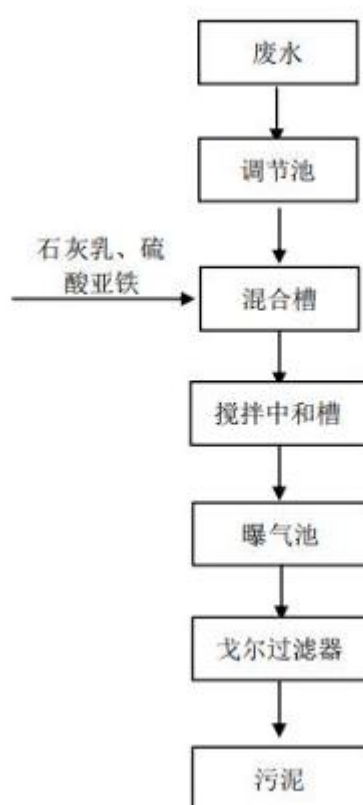 废水
调节池
石灰乳、硫
酸亚铁
混合槽
搅拌中和槽
曝气池
戈尔过滤器
污泥